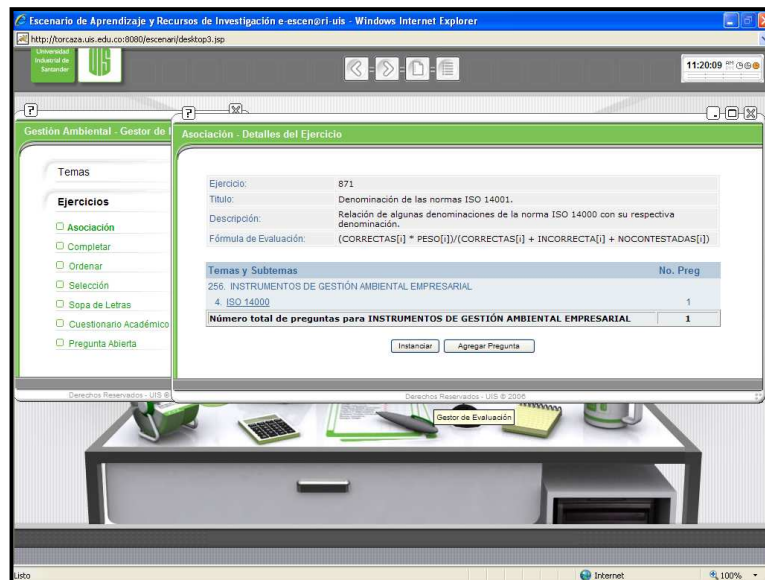 Escenario de Aprendizaje y Recursos de Investigación e-escen@ri-uis - Windows Internet Explorer
http://torcaza.uis.edu.co:8080/escenari/desktop3.jsp
Universidad
Industrial de
Santander
UIS
11:20:09
Gestión Ambiental - Gestor de
Temas
Ejercicios
Asociación
Completar
Ordenar
Selección
Sopa de Letras
Cuestionario Académico
Pregunta Abierta
Derechos Reservados - UIS ©
Asociación - Detalles del Ejercicio
Ejercicio: 871
Titulo: Denominación de las normas ISO 14001.
Descripción: Relación de algunas denominaciones de la norma ISO 14000 con su respectiva
denominación.
Fórmula de Evaluación: (CORRECTAS[i] * PESO[i])/(CORRECTAS[i] + INCORRECTA[i] + NOCONTESTADAS[i])
Temas y Subtemas No. Preg
256. INSTRUMENTOS DE GESTIÓN AMBIENTAL EMPRESARIAL
4. ISO 14000 1
Número total de preguntas para INSTRUMENTOS DE GESTIÓN AMBIENTAL EMPRESARIAL 1
Instanciar Agregar Pregunta
Derechos Reservados - UIS © 2006
Gestor de Evaluación
Listo Internet 100%